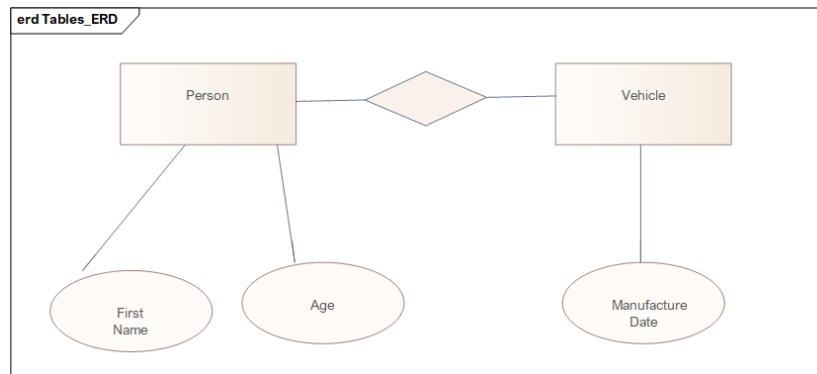 erd Tables_ERD
Person
Vehicle
First
Name
Age
Manufacture
Date